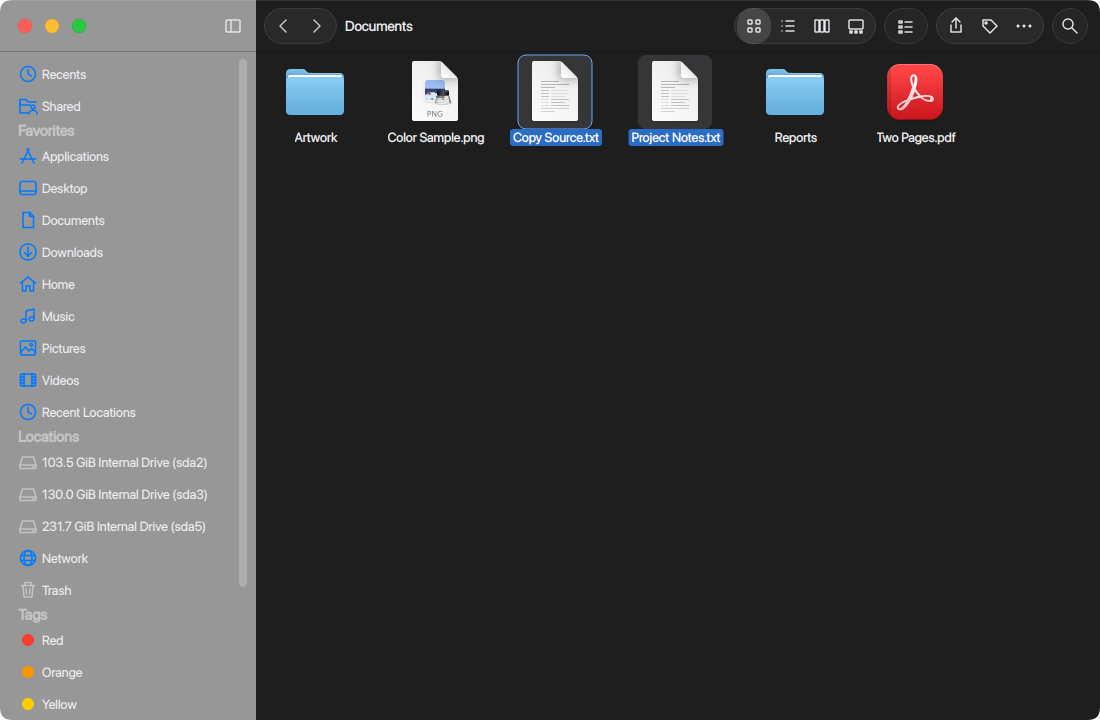 Documents
Recents
Shared
Favorites
Applications
Desktop
Documents
Downloads
Home
Music
Pictures
Videos
Recent Locations
Locations
103.5 GiB Internal Drive (sda2)
130.0 GiB Internal Drive (sda3)
231.7 GiB Internal Drive (sda5)
Network
Trash
Tags
Red
Orange
Yellow
PNG
Artwork
Color Sample.png
Copy Source.txt
Project Notes.txt
Reports
Two Pages.pdf